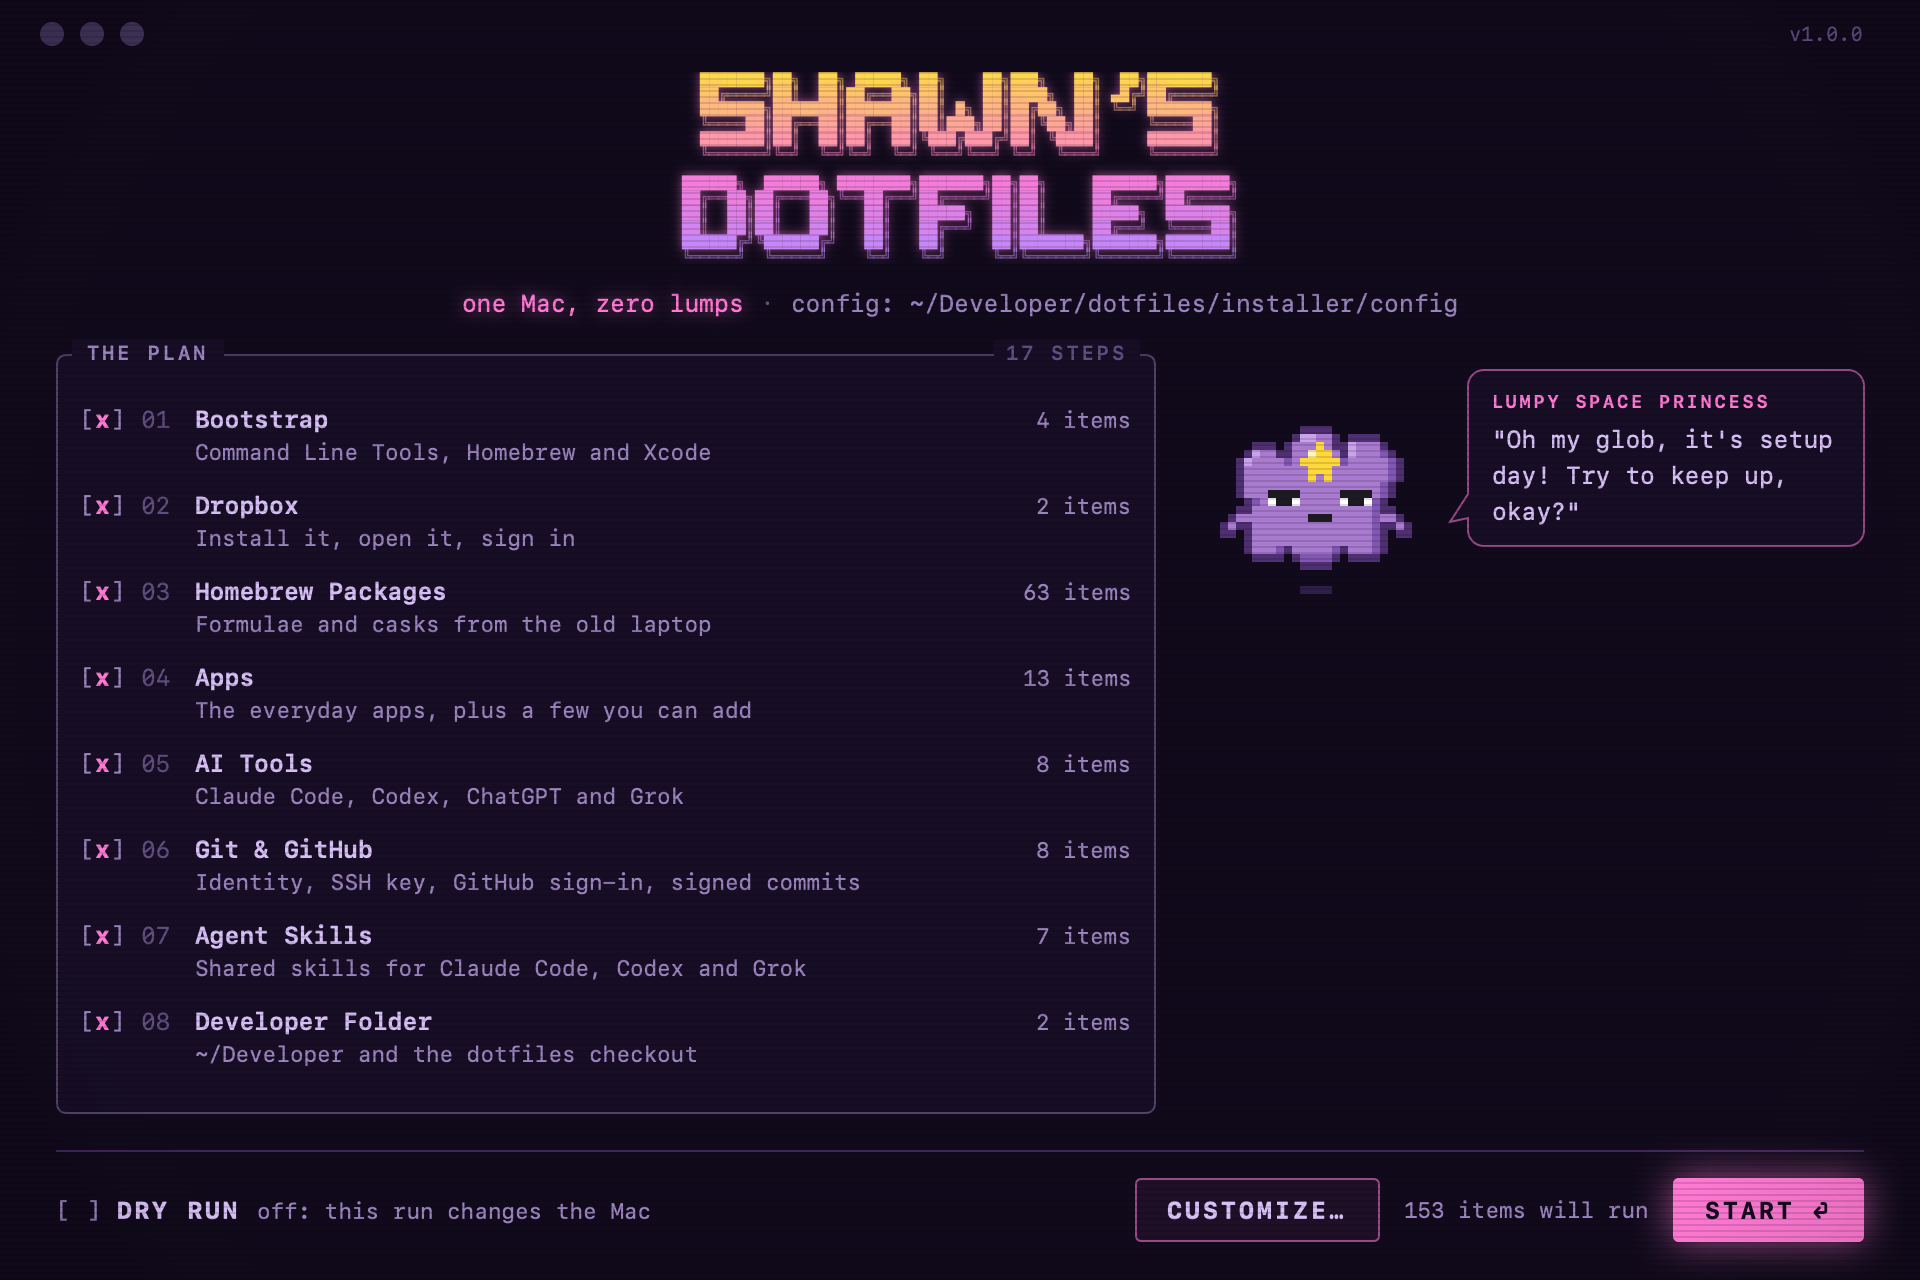 v1.0.0
SHAWN'S
DOTFILES
one Mac, zero lumps · config: ~/Developer/dotfiles/installer/config
THE PLAN
17 STEPS
[x] 01 Bootstrap 4 items
Command Line Tools, Homebrew and Xcode
[x] 02 Dropbox 2 items
Install it, open it, sign in
[x] 03 Homebrew Packages 63 items
Formulae and casks from the old laptop
[x] 04 Apps 13 items
The everyday apps, plus a few you can add
[x] 05 AI Tools 8 items
Claude Code, Codex, ChatGPT and Grok
[x] 06 Git & GitHub 8 items
Identity, SSH key, GitHub sign-in, signed commits
[x] 07 Agent Skills 7 items
Shared skills for Claude Code, Codex and Grok
[x] 08 Developer Folder 2 items
~/Developer and the dotfiles checkout
LUMPY SPACE PRINCESS
"Oh my glob, it's setup
day! Try to keep up,
okay?"
[ ] DRY RUN off: this run changes the Mac
CUSTOMIZE…
153 items will run
START ⏎